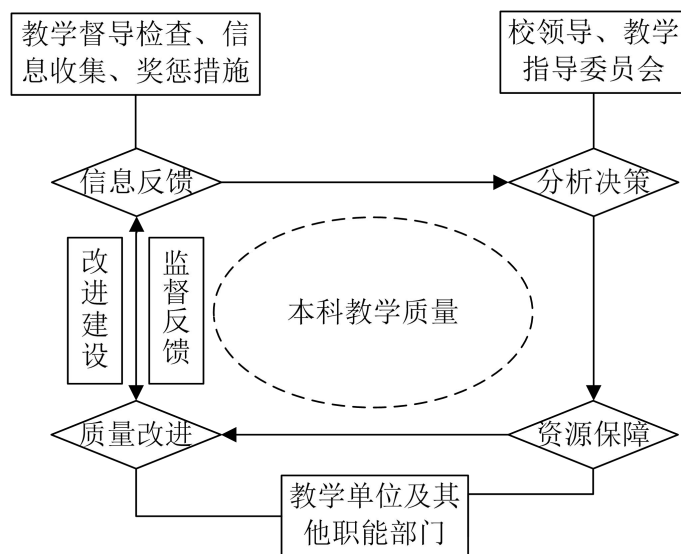 教学督导检查、信
息收集、奖惩措施
校领导、教学
指导委员会
信息反馈
分析决策
改进建设
监督反馈
本科教学质量
质量改进
资源保障
教学单位及其
他职能部门